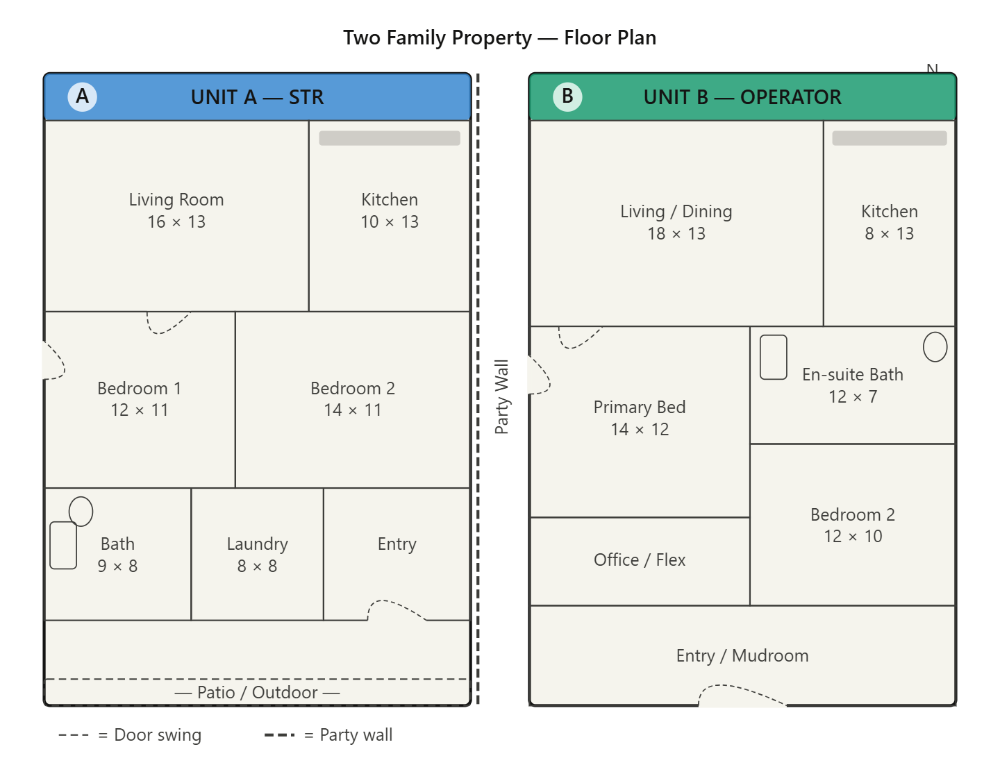 Two Family Property — Floor Plan
N
A
UNIT A — STR
B
UNIT B — OPERATOR
Living Room
16 × 13
Kitchen
10 × 13
Living / Dining
18 × 13
Kitchen
8 × 13
Bedroom 1
12 × 11
Bedroom 2
14 × 11
Party Wall
Primary Bed
14 × 12
En-suite Bath
12 × 7
Bedroom 2
12 × 10
Bath
9 × 8
Laundry
8 × 8
Entry
Office / Flex
Entry / Mudroom
— Patio / Outdoor —
= Door swing
= Party wall